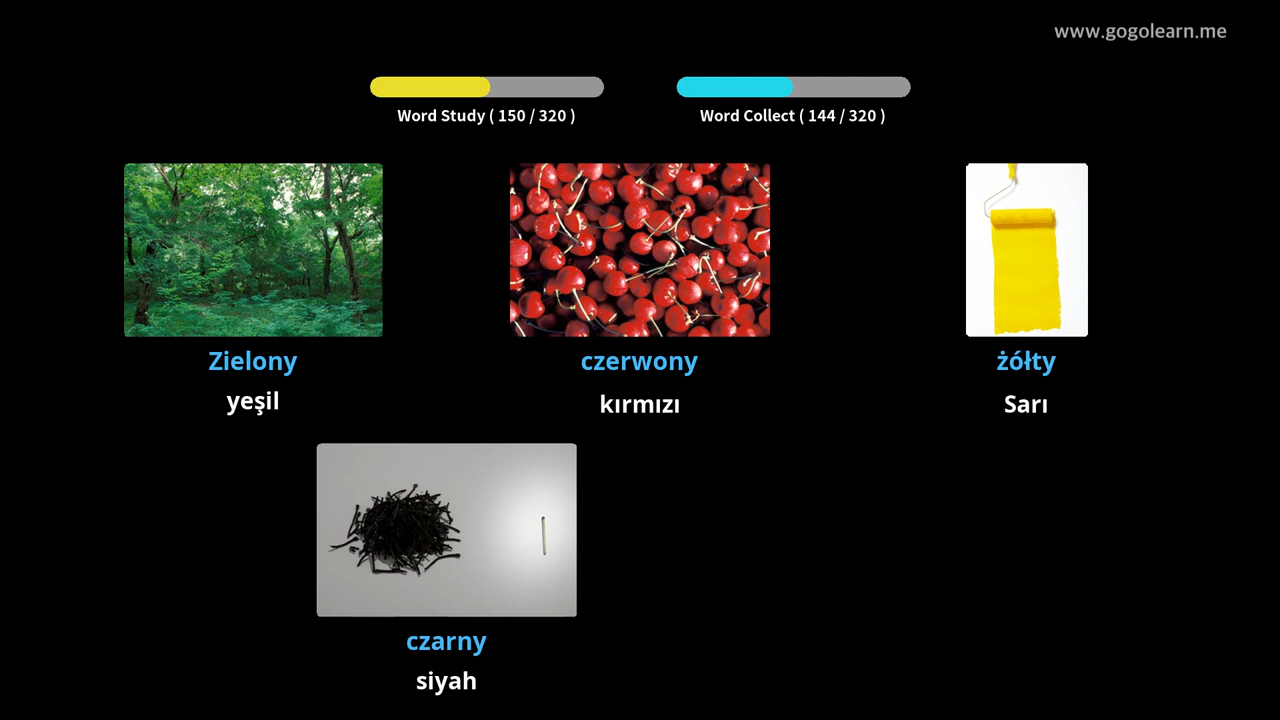 www.gogolearn.me
Word Study ( 150 / 320 )
Word Collect ( 144 / 320 )
Zielony
yeşil
czerwony
kırmızı
żółty
Sarı
czarny
siyah